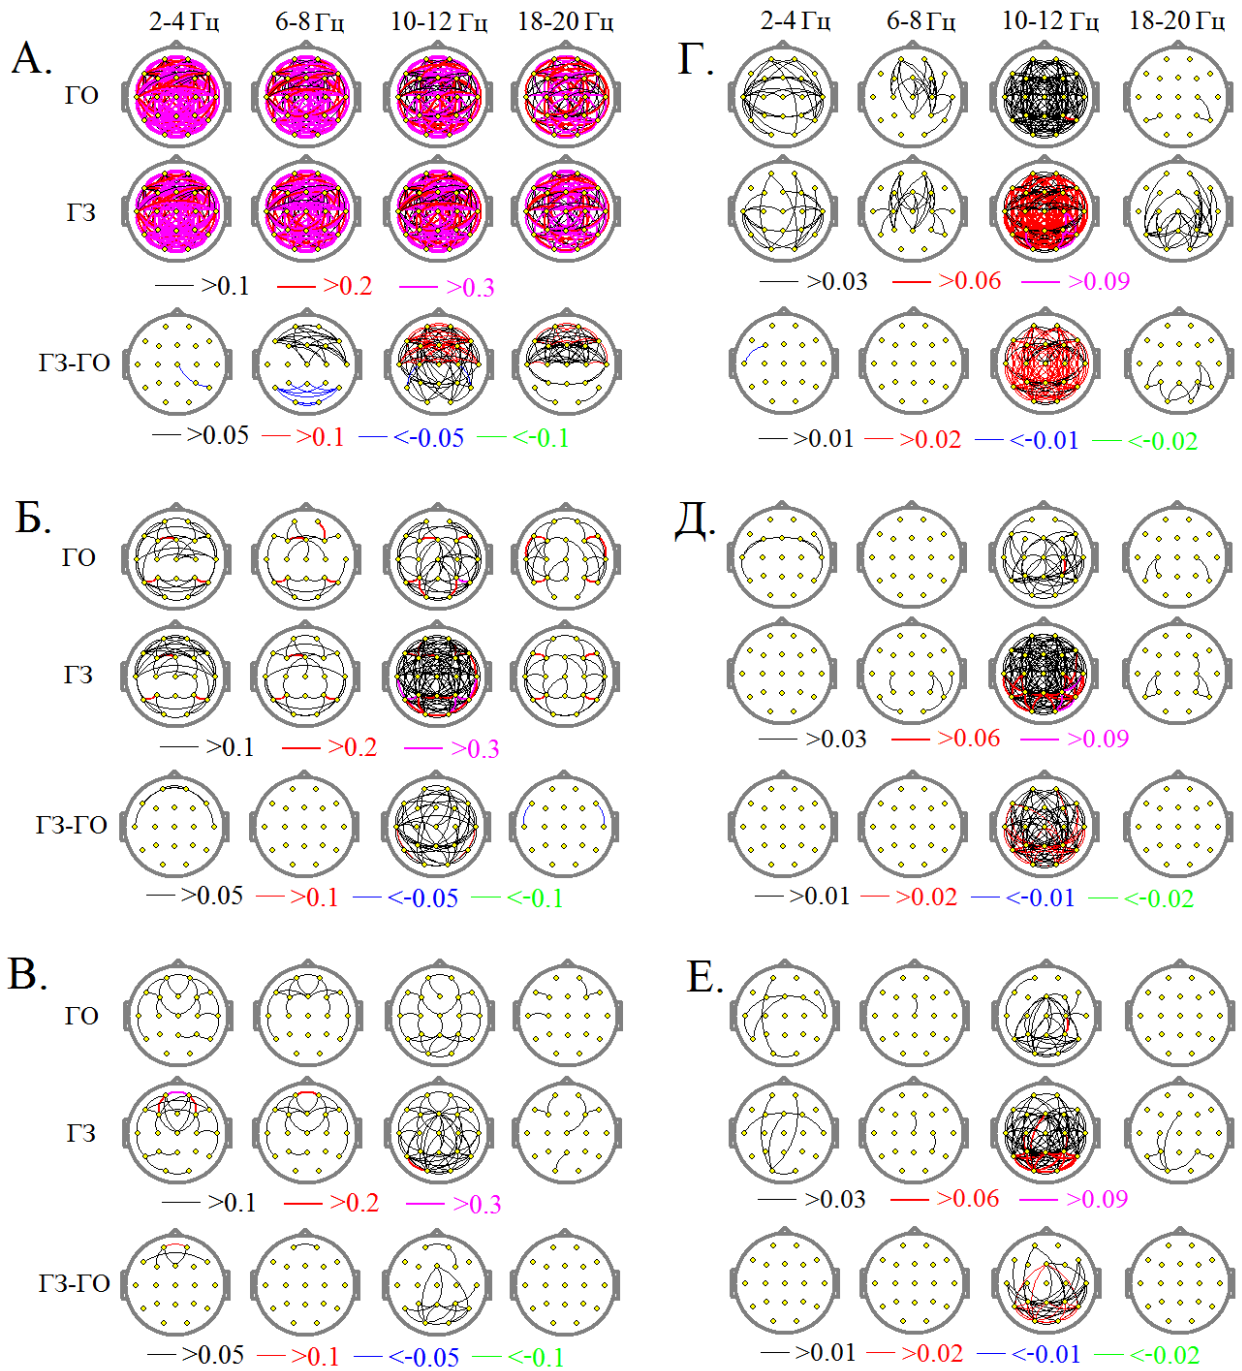 2-4 Гц 6-8 Гц 10-12 Гц 18-20 Гц
А.
ГО
ГЗ
>0.1 >0.2 >0.3
ГЗ-ГО
>0.05 >0.1 <-0.05 <-0.1
Б.
ГО
ГЗ
>0.1 >0.2 >0.3
ГЗ-ГО
>0.05 >0.1 <-0.05 <-0.1
В.
ГО
ГЗ
>0.1 >0.2 >0.3
ГЗ-ГО
>0.05 >0.1 <-0.05 <-0.1
2-4 Гц 6-8 Гц 10-12 Гц 18-20 Гц
Г.
>0.03 >0.06 >0.09
>0.01 >0.02 <-0.01 <-0.02
Д.
>0.03 >0.06 >0.09
>0.01 >0.02 <-0.01 <-0.02
Е.
>0.03 >0.06 >0.09
>0.01 >0.02 <-0.01 <-0.02